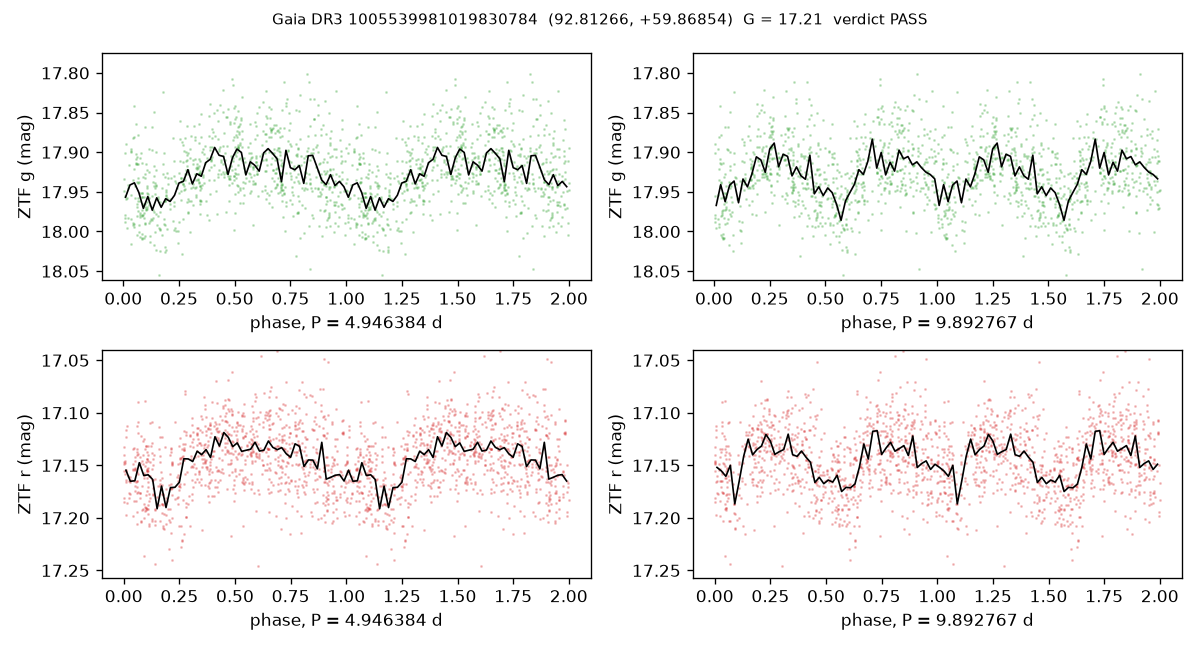 Gaia DR3 1005539981019830784 (92.81266, +59.86854) G = 17.21 verdict PASS
ZTF g (mag)
17.80
17.85
17.90
17.95
18.00
18.05
0.00 0.25 0.50 0.75 1.00 1.25 1.50 1.75 2.00
phase, P = 4.946384 d
ZTF g (mag)
17.80
17.85
17.90
17.95
18.00
18.05
0.00 0.25 0.50 0.75 1.00 1.25 1.50 1.75 2.00
phase, P = 9.892767 d
ZTF r (mag)
17.05
17.10
17.15
17.20
17.25
0.00 0.25 0.50 0.75 1.00 1.25 1.50 1.75 2.00
phase, P = 4.946384 d
ZTF r (mag)
17.05
17.10
17.15
17.20
17.25
0.00 0.25 0.50 0.75 1.00 1.25 1.50 1.75 2.00
phase, P = 9.892767 d